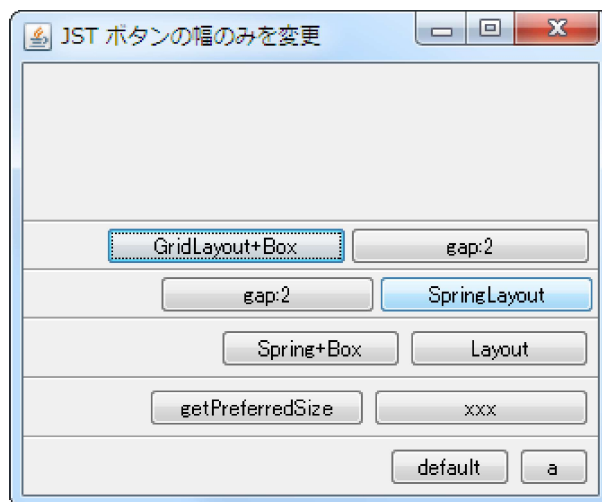 JST ボタンの幅のみを変更
GridLayout+Box gap:2
gap:2 SpringLayout
Spring+Box Layout
getPreferredSize xxx
default a